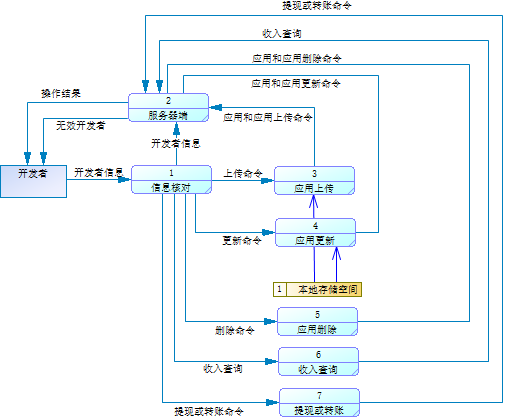 提现或转账命令
收入查询
应用和应用删除命令
应用和应用更新命令
操作结果
2
服务器端
应用和应用上传命令
无效开发者
开发者信息
开发者
开发者信息
1
信息核对
上传命令
3
应用上传
4
应用更新
更新命令
1 本地存储空间
5
应用删除
删除命令
6
收入查询
收入查询
7
提现或转账
提现或转账命令